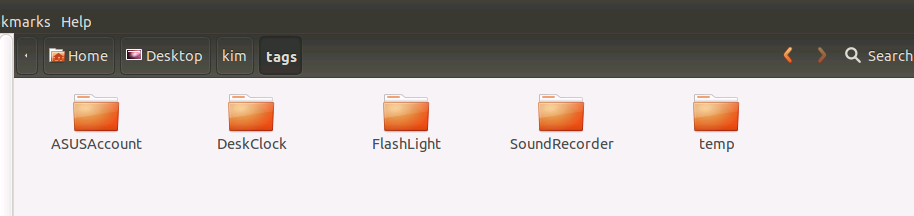 kmarks Help
Home Desktop kim tags Search
ASUSAccount DeskClock FlashLight SoundRecorder temp